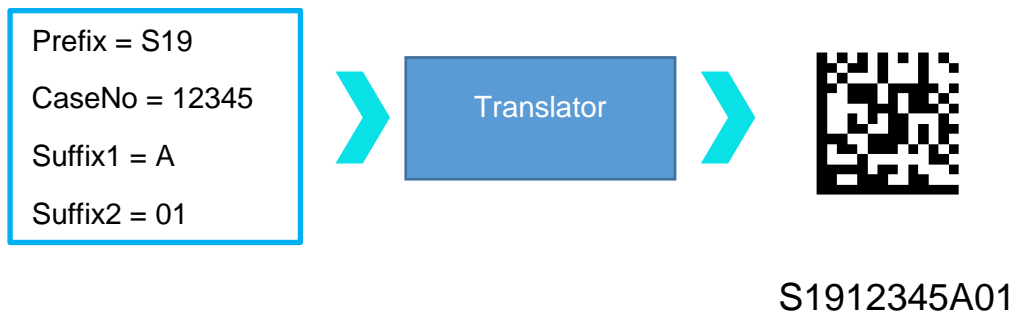 Prefix = S19
CaseNo = 12345
Suffix1 = A
Suffix2 = 01
Translator
S1912345A01